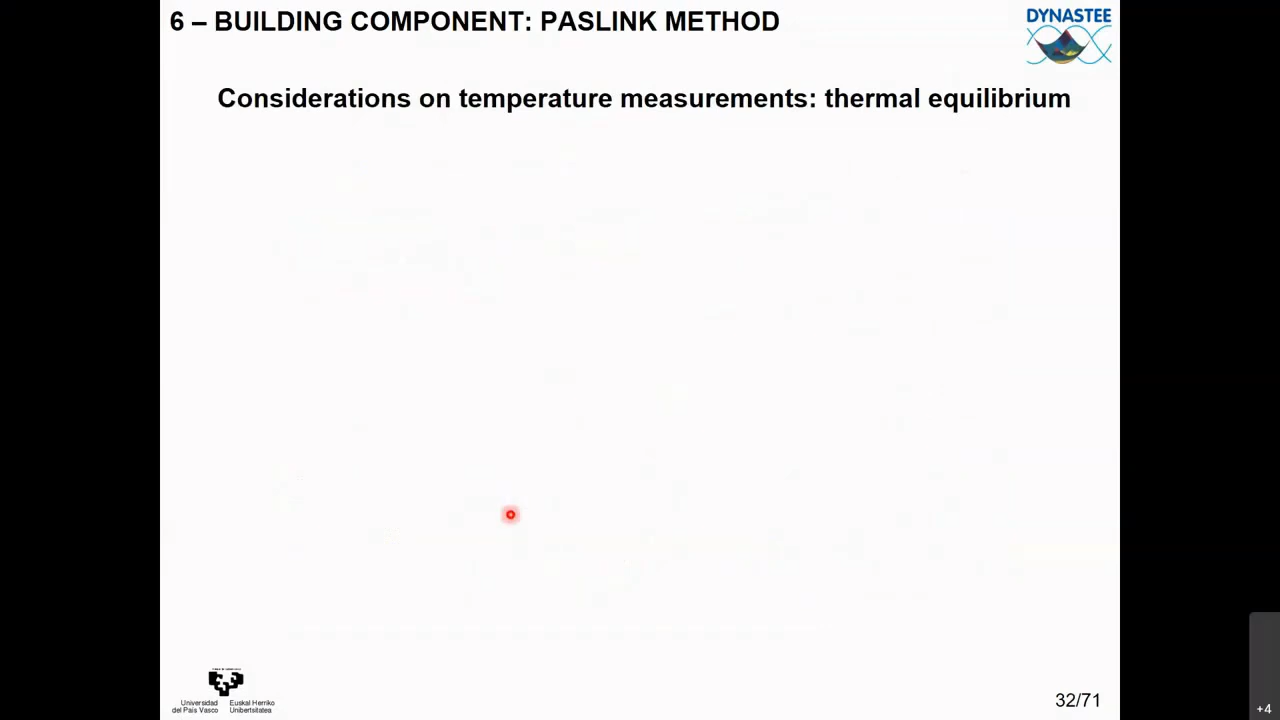 6 – BUILDING COMPONENT: PASLINK METHOD
DYNASTEE
Considerations on temperature measurements: thermal equilibrium
Universidad del País Vasco
Euskal Herriko Unibertsitatea
32/71
+4